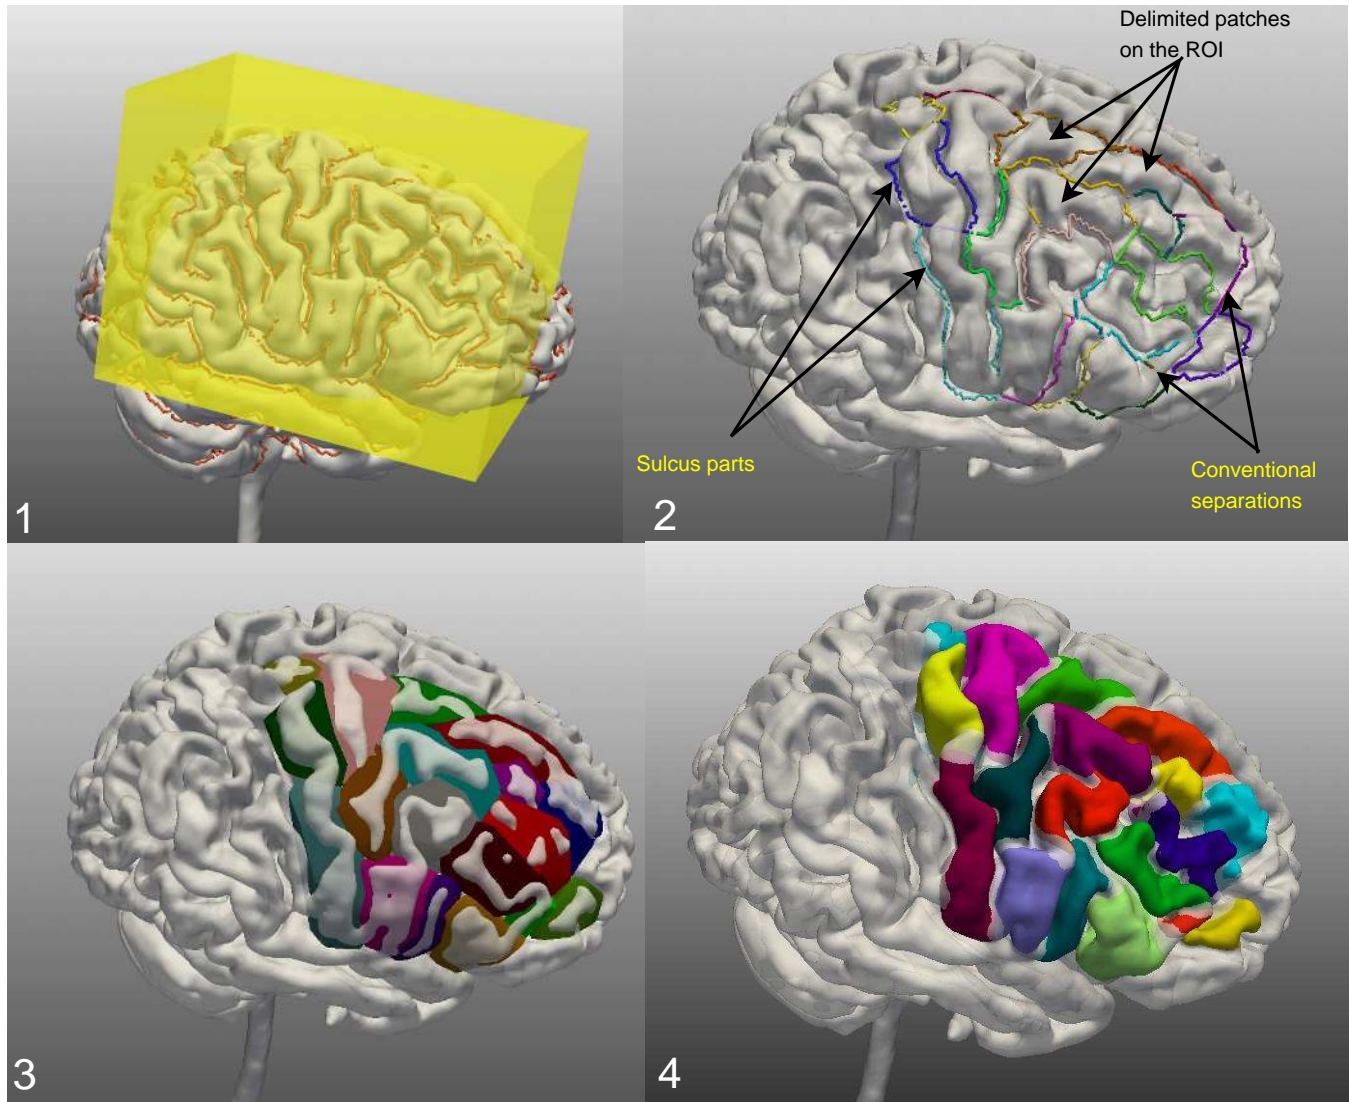 Delimited patches
on the ROI
Sulcus parts
Conventional
separations
1
2
3
4